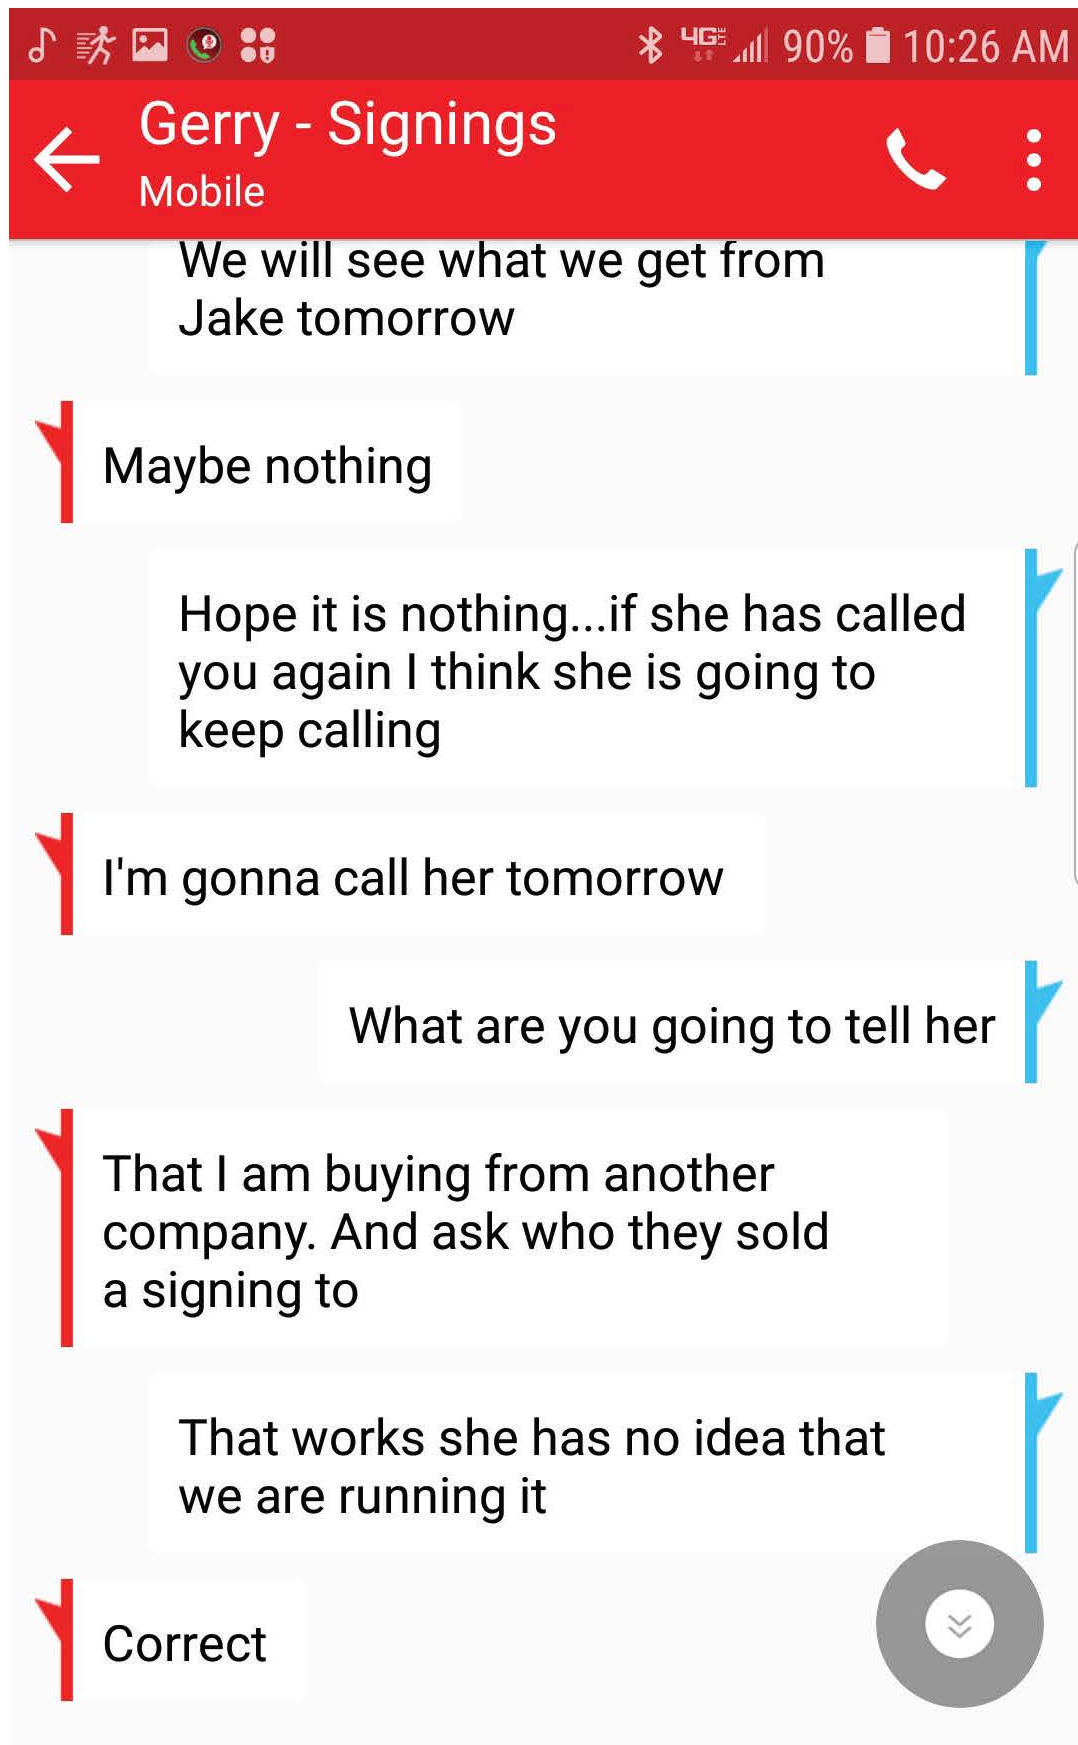 4G LTE 90% 10:26 AM
Gerry - Signings
Mobile
We will see what we get from
Jake tomorrow
Maybe nothing
Hope it is nothing...if she has called
you again I think she is going to
keep calling
I'm gonna call her tomorrow
What are you going to tell her
That I am buying from another
company. And ask who they sold
a signing to
That works she has no idea that
we are running it
Correct